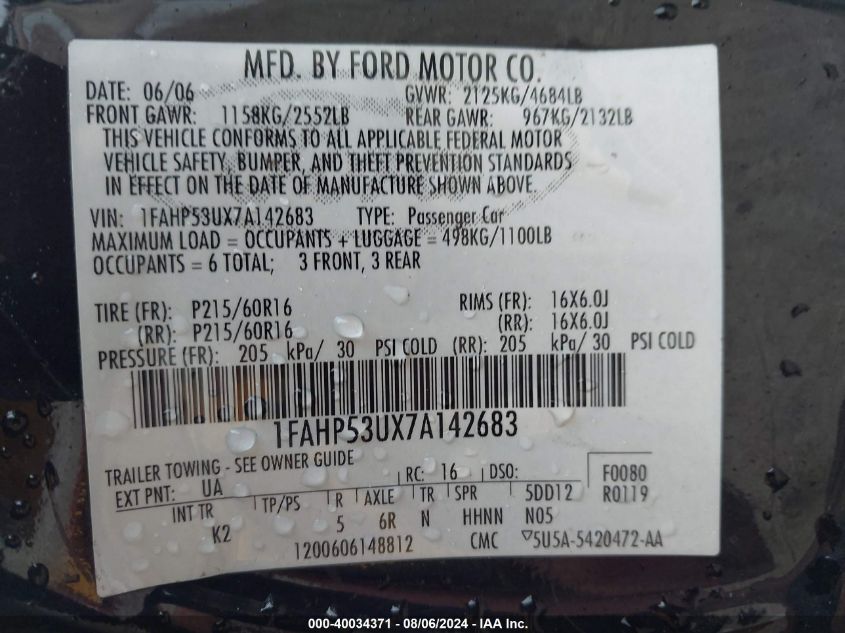 MFD. BY FORD MOTOR CO.
DATE: 06/06 GVWR: 2125KG/4684LB
FRONT GAWR: 1158KG/2552LB REAR GAWR: 967KG/2132LB
THIS VEHICLE CONFORMS TO ALL APPLICABLE FEDERAL MOTOR
VEHICLE SAFETY, BUMPER, AND THEFT PREVENTION STANDARDS
IN EFFECT ON THE DATE OF MANUFACTURE SHOWN ABOVE.
VIN: 1FAHP53UX7A142683 TYPE: Passenger Car
MAXIMUM LOAD = OCCUPANTS + LUGGAGE = 498KG/1100LB
OCCUPANTS = 6 TOTAL; 3 FRONT, 3 REAR
TIRE (FR): P215/60R16 RIMS (FR): 16X6.0J
(RR): P215/60R16 (RR): 16X6.0J
PRESSURE (FR): 205 kPa/ 30 PSI COLD (RR): 205 kPa/ 30 PSI COLD
1FAHP53UX7A142683
TRAILER TOWING - SEE OWNER GUIDE RC: 16 DSO: F0080
EXT PNT: UA R0119
INT TR TP/PS R AXLE TR SPR 5DD12
K2 5 6R N HHNN N05
1200606148812 CMC ▽5U5A-5420472-AA
000-40034371 - 08/06/2024 - IAA Inc.